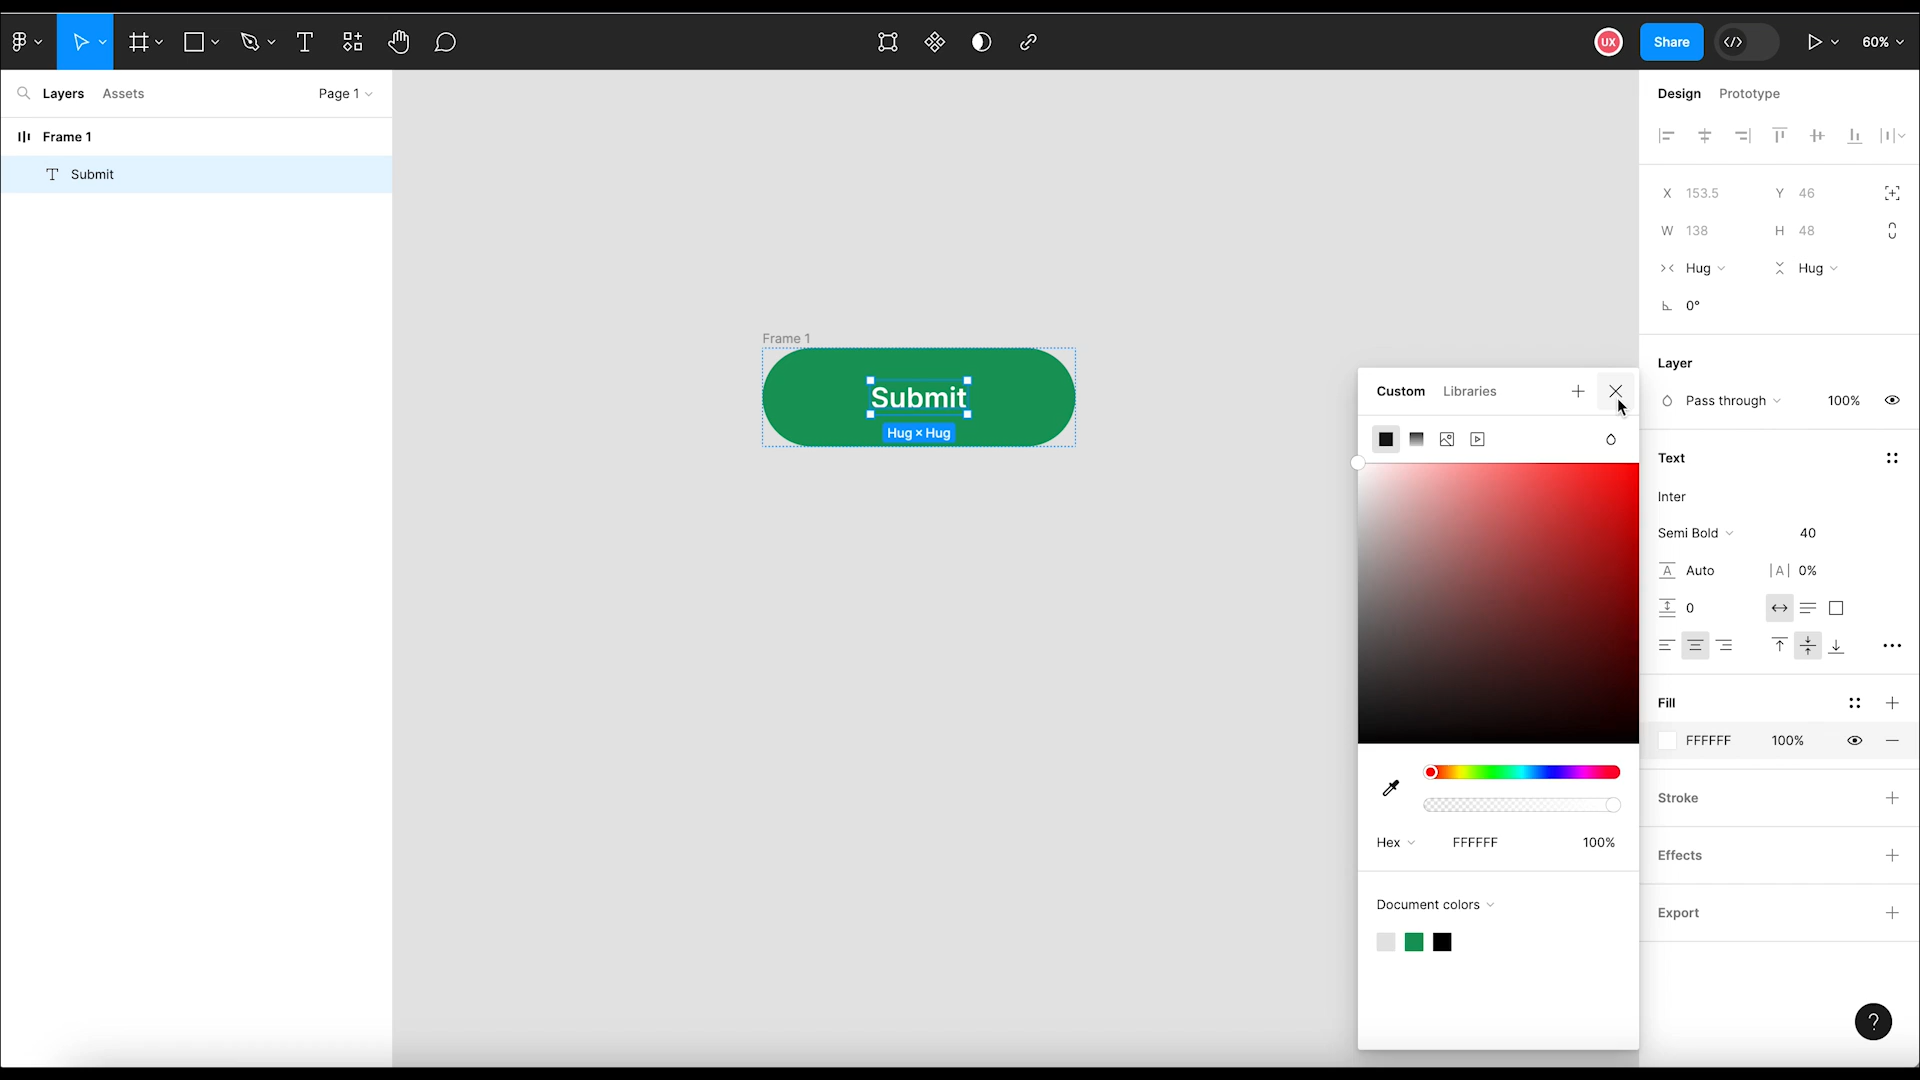 UX
Share
60%
Layers
Assets
Page 1
Design
Prototype
Frame 1
Submit
X 153.5
Y 46
W 138
H 48
Hug
Hug
0°
Frame 1
Submit
Hug × Hug
Layer
Pass through
100%
Custom
Libraries
Text
Inter
Semi Bold
40
A Auto
|A| 0%
0
Fill
FFFFFF
100%
Stroke
Hex
FFFFFF
100%
Effects
Document colors
Export
?